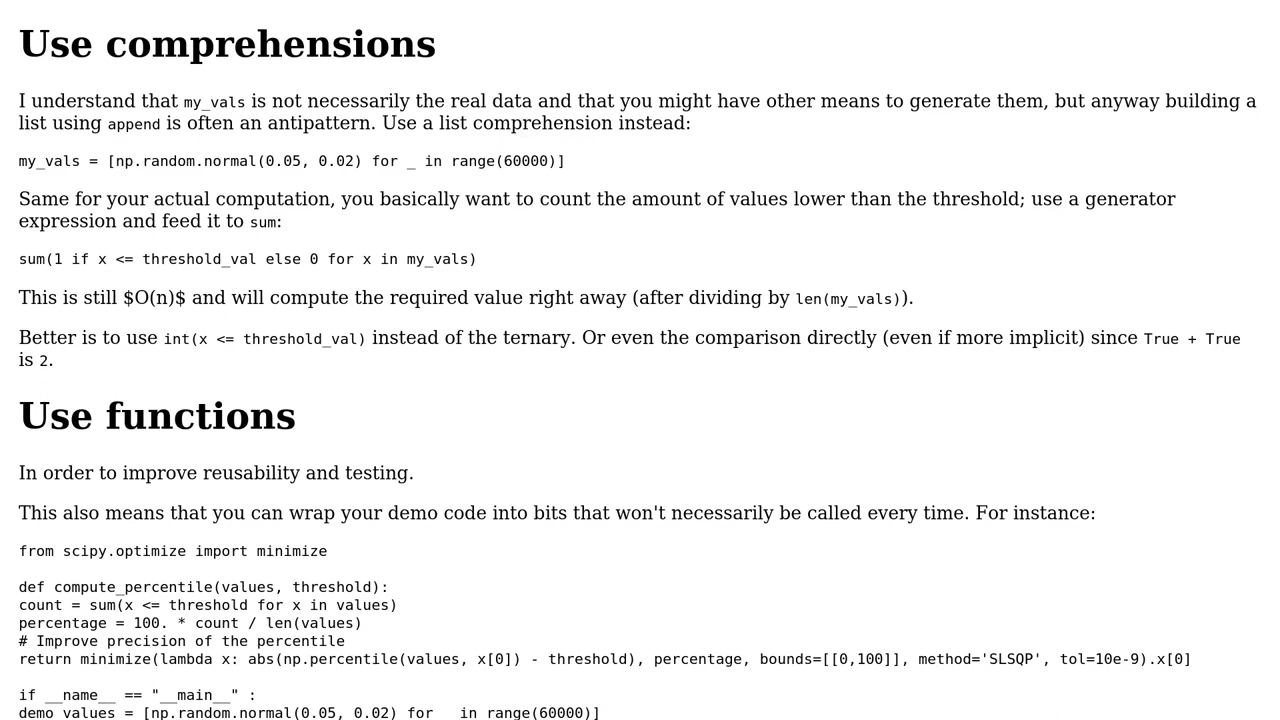 Use comprehensions
I understand that my_vals is not necessarily the real data and that you might have other means to generate them, but anyway building a
list using append is often an antipattern. Use a list comprehension instead:
my_vals = [np.random.normal(0.05, 0.02) for _ in range(60000)]
Same for your actual computation, you basically want to count the amount of values lower than the threshold; use a generator
expression and feed it to sum:
sum(1 if x <= threshold_val else 0 for x in my_vals)
This is still $O(n)$ and will compute the required value right away (after dividing by len(my_vals)).
Better is to use int(x <= threshold_val) instead of the ternary. Or even the comparison directly (even if more implicit) since True + True
is 2.
Use functions
In order to improve reusability and testing.
This also means that you can wrap your demo code into bits that won't necessarily be called every time. For instance:
from scipy.optimize import minimize
def compute_percentile(values, threshold):
count = sum(x <= threshold for x in values)
percentage = 100. * count / len(values)
# Improve precision of the percentile
return minimize(lambda x: abs(np.percentile(values, x[0]) - threshold), percentage, bounds=[[0,100]], method='SLSQP', tol=10e-9).x[0]
if __name__ == "__main__" :
demo_values = [np.random.normal(0.05, 0.02) for _ in range(60000)]